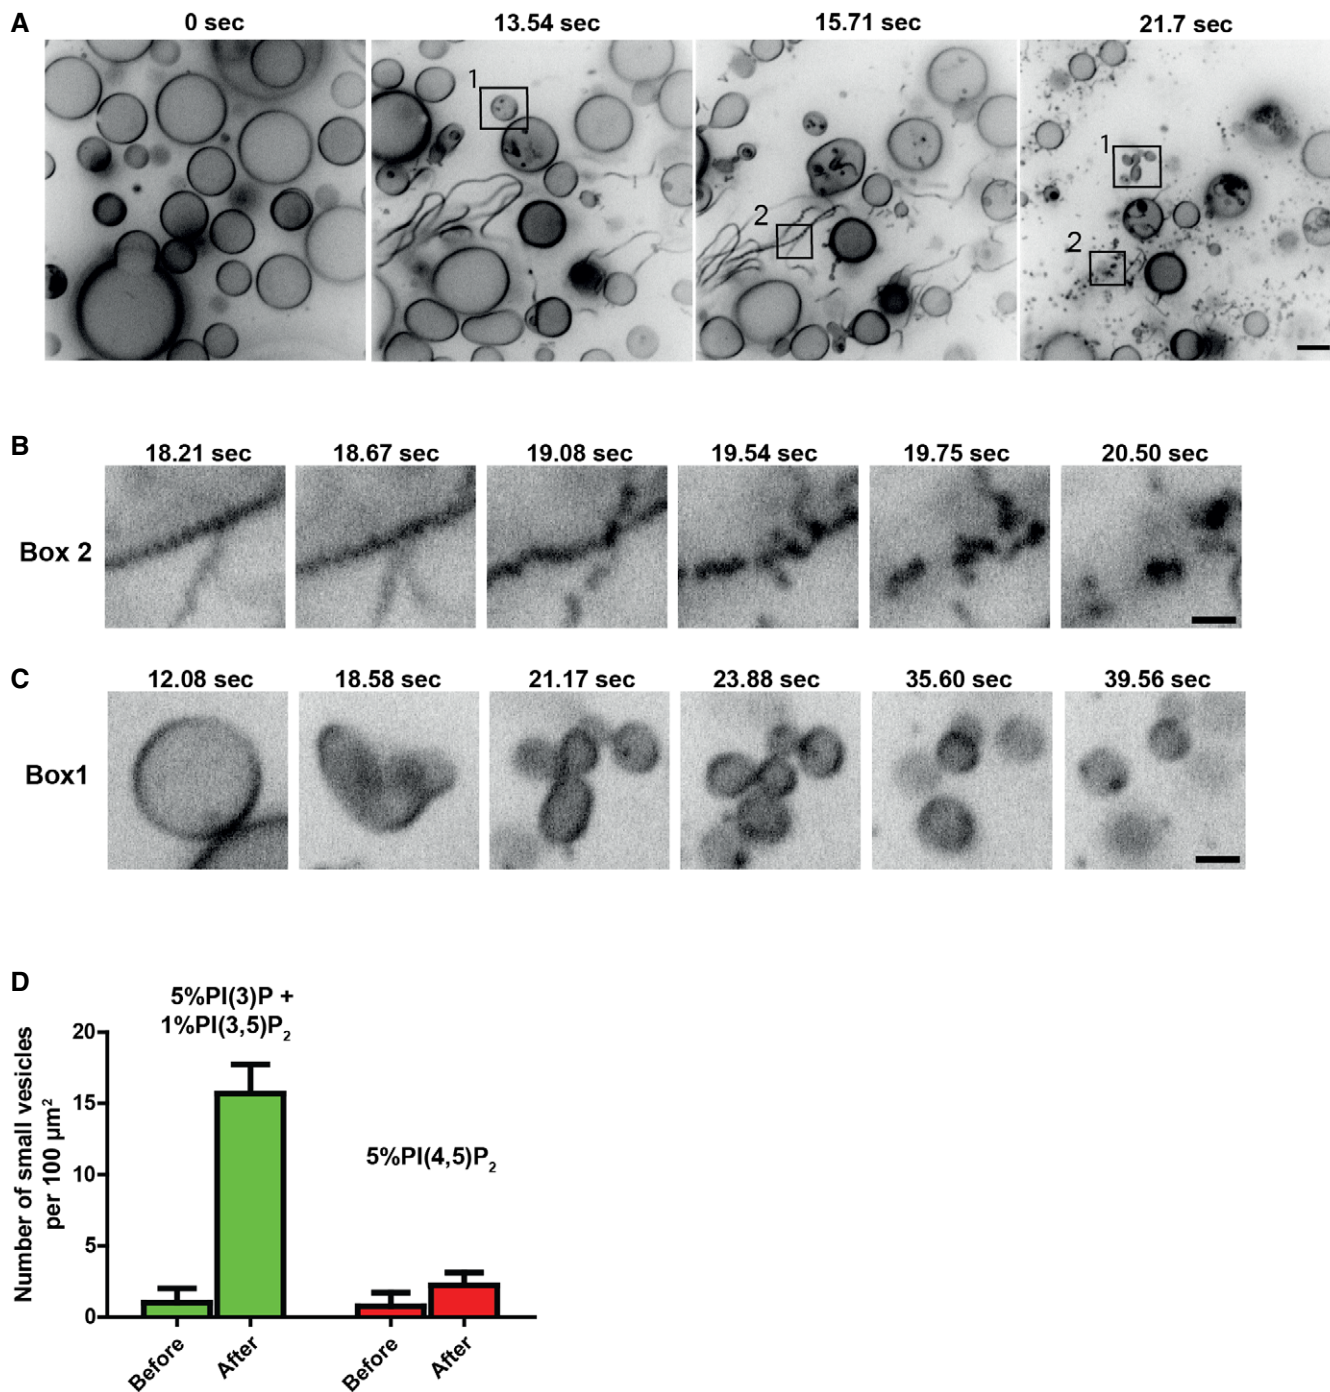 A
0 sec 13.54 sec 15.71 sec 21.7 sec
1
2
1
2
B
18.21 sec 18.67 sec 19.08 sec 19.54 sec 19.75 sec 20.50 sec
Box 2
C
12.08 sec 18.58 sec 21.17 sec 23.88 sec 35.60 sec 39.56 sec
Box1
D
5%PI(3)P +
1%PI(3,5)P₂
5%PI(4,5)P₂
Number of small vesicles
per 100 µm²
20
15
10
5
0
Before After Before After